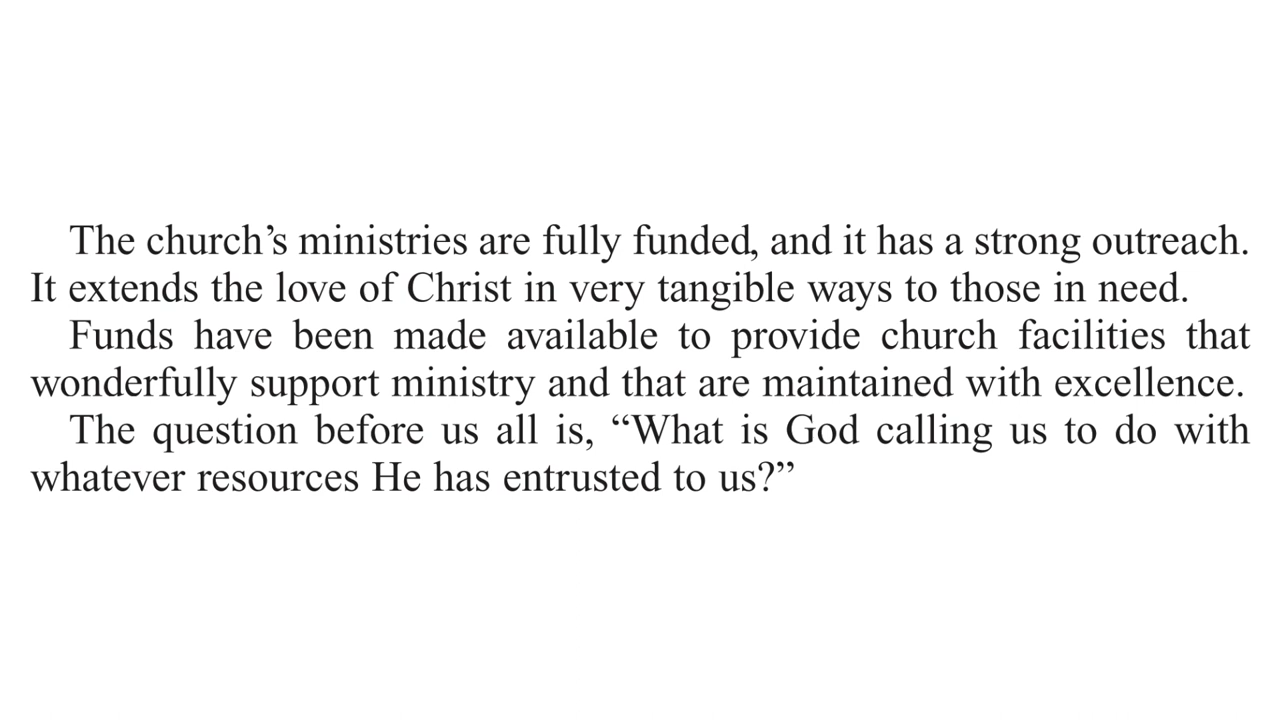 The church’s ministries are fully funded, and it has a strong outreach.
It extends the love of Christ in very tangible ways to those in need.
Funds have been made available to provide church facilities that
wonderfully support ministry and that are maintained with excellence.
The question before us all is, “What is God calling us to do with
whatever resources He has entrusted to us?”